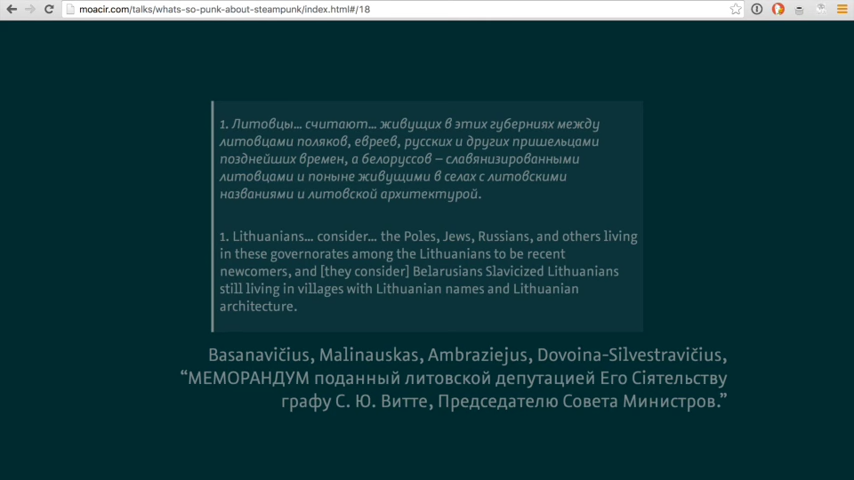 moacir.com/talks/whats-so-punk-about-steampunk/index.html#/18
1. Литовцы... считают... живущих в этих губерниях между
литовцами поляков, евреев, русских и других пришельцами
позднейших времен, а белоруссов – славянизированными
литовцами и поныне живущими в селах с литовскими
названиями и литовской архитектурой.
1. Lithuanians... consider... the Poles, Jews, Russians, and others living
in these governorates among the Lithuanians to be recent
newcomers, and [they consider] Belarusians Slavicized Lithuanians
still living in villages with Lithuanian names and Lithuanian
architecture.
Basanavičius, Malinauskas, Ambraziejus, Dovoina-Silvestravičius,
“МЕМОРАНДУМ поданный литовской депутацией Его Сіятельству
графу С. Ю. Витте, Председателю Совета Министров.”